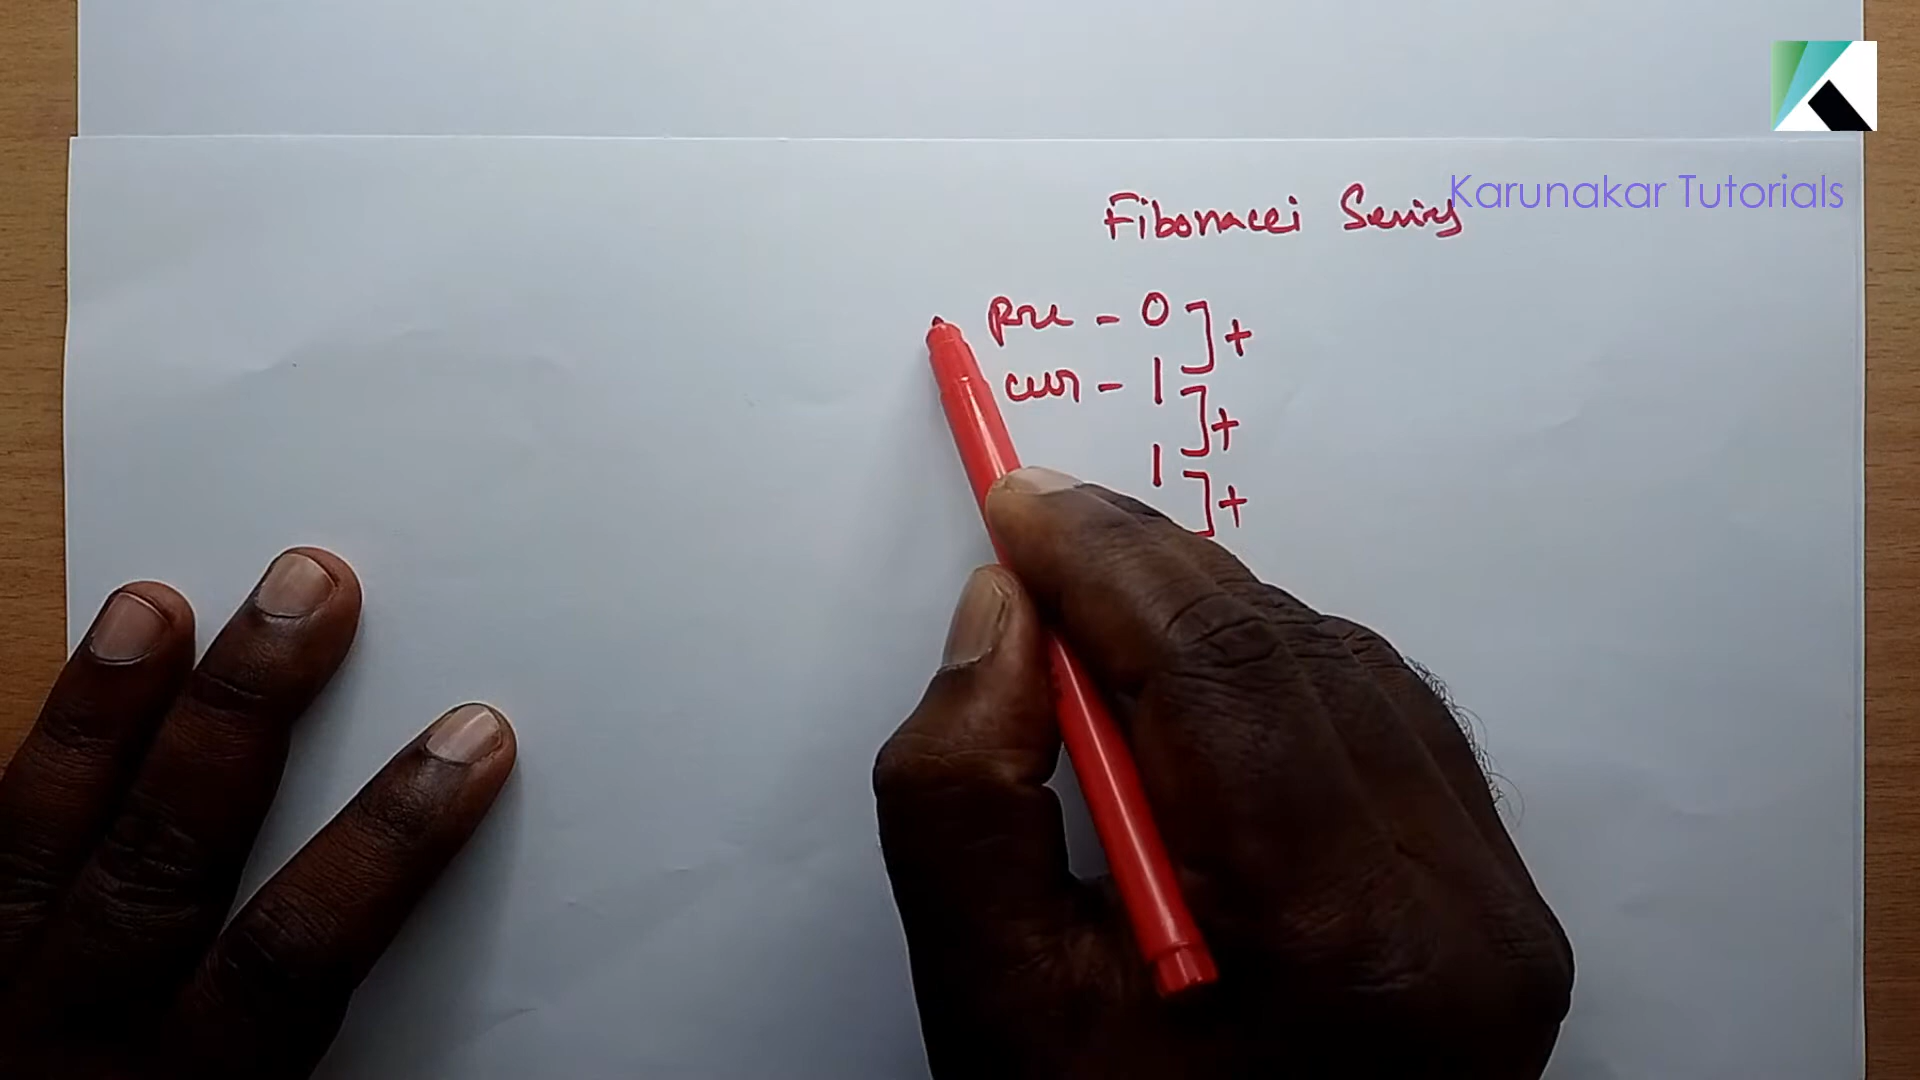 Karunakar Tutorials
Fibonacci Series
pre - 0 ] +
cur - 1 ] +
1 ] +